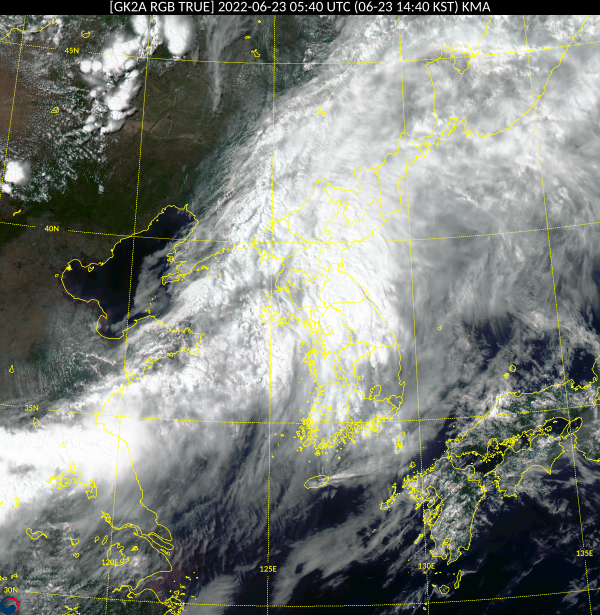 [GK2A RGB TRUE] 2022-06-23 05:40 UTC (06-23 14:40 KST) KMA
45N
40N
35N
135E
120E
125E
130E
30N